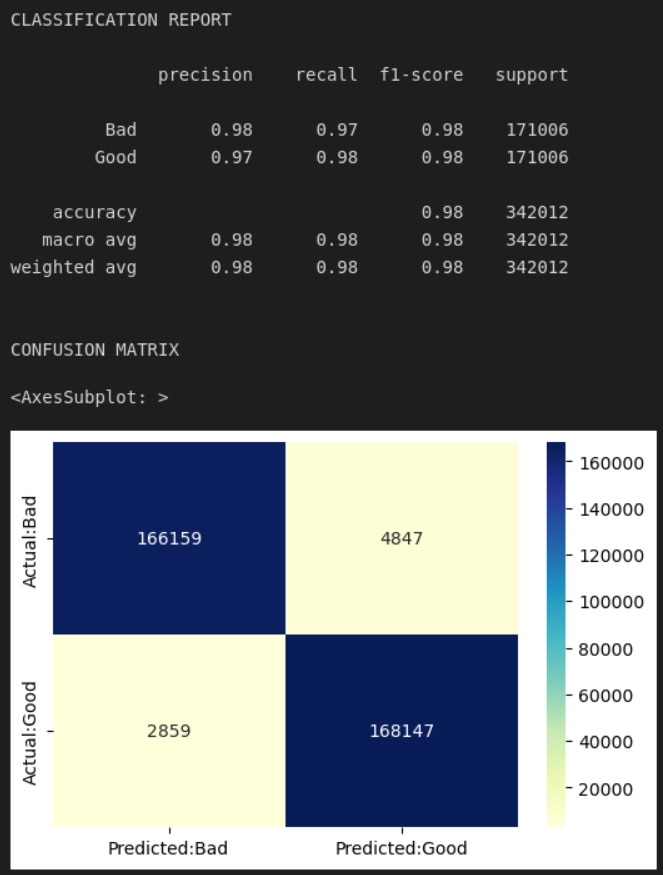 CLASSIFICATION REPORT
precision recall f1-score support
Bad 0.98 0.97 0.98 171006
Good 0.97 0.98 0.98 171006
accuracy 0.98 342012
macro avg 0.98 0.98 0.98 342012
weighted avg 0.98 0.98 0.98 342012
CONFUSION MATRIX
<AxesSubplot: >
Actual:Bad
166159 4847
Actual:Good
2859 168147
Predicted:Bad Predicted:Good
160000
140000
120000
100000
80000
60000
40000
20000